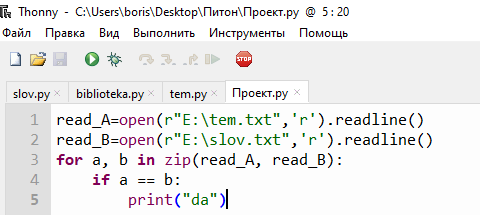 Thonny - C:\Users\boris\Desktop\Питон\Проект.py @ 5 : 20
Файл Правка Вид Выполнить Инструменты Помощь
STOP
slov.py × biblioteka.py × tem.py × Проект.py ×
1 read_A=open(r"E:\tem.txt",'r').readline()
2 read_B=open(r"E:\slov.txt",'r').readline()
3 for a, b in zip(read_A, read_B):
4     if a == b:
5         print("da")